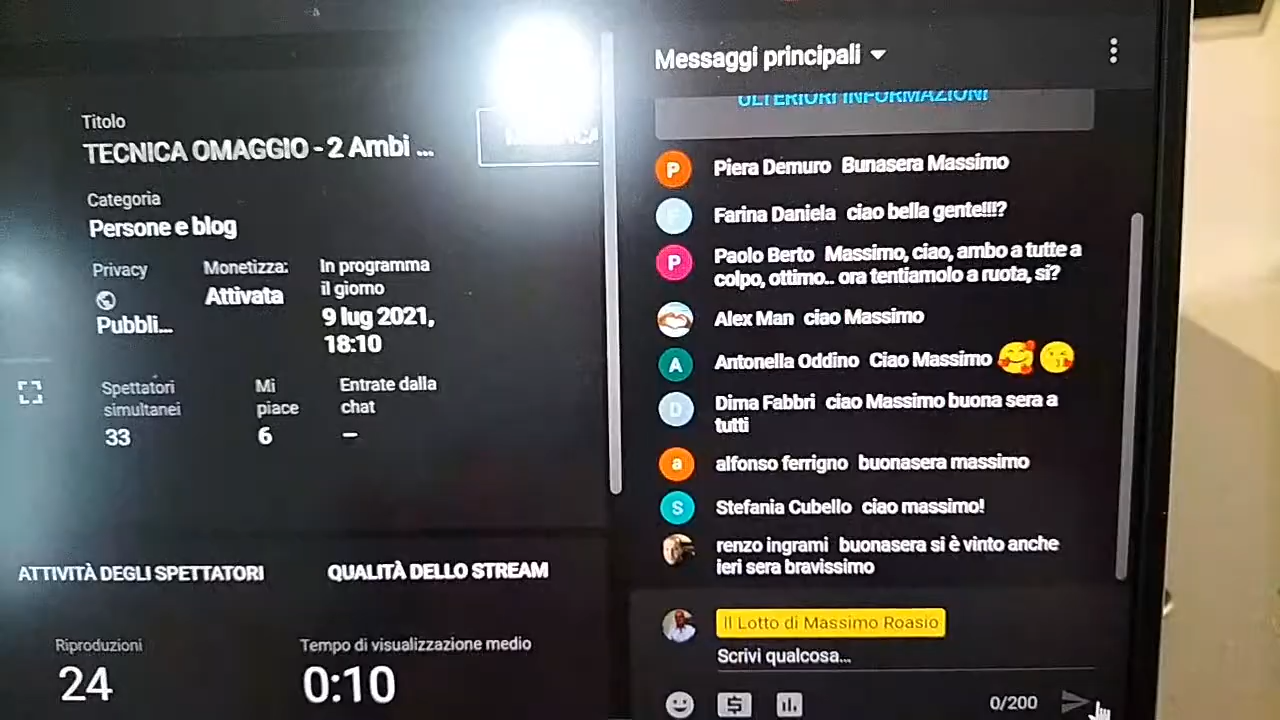 Titolo
TECNICA OMAGGIO - 2 Ambi ...
Categoria
Persone e blog
Privacy
Pubbli...
Monetizza:
Attivata
In programma
il giorno
9 lug 2021,
18:10
Spettatori
simultanei
33
Mi
piace
6
Entrate dalla
chat
–
ATTIVITÀ DEGLI SPETTATORI
QUALITÀ DELLO STREAM
Riproduzioni
24
Tempo di visualizzazione medio
0:10
Messaggi principali
ULTERIORI INFORMAZIONI
P Piera Demuro Bunasera Massimo
F Farina Daniela ciao bella gente!!!?
P Paolo Berto Massimo, ciao, ambo a tutte a
colpo, ottimo.. ora tentiamolo a ruota, si?
Alex Man ciao Massimo
A Antonella Oddino Ciao Massimo 🥰 😘
D Dima Fabbri ciao Massimo buona sera a
tutti
a alfonso ferrigno buonasera massimo
S Stefania Cubello ciao massimo!
renzo ingrami buonasera si è vinto anche
ieri sera bravissimo
Il Lotto di Massimo Roasio
Scrivi qualcosa...
0/200